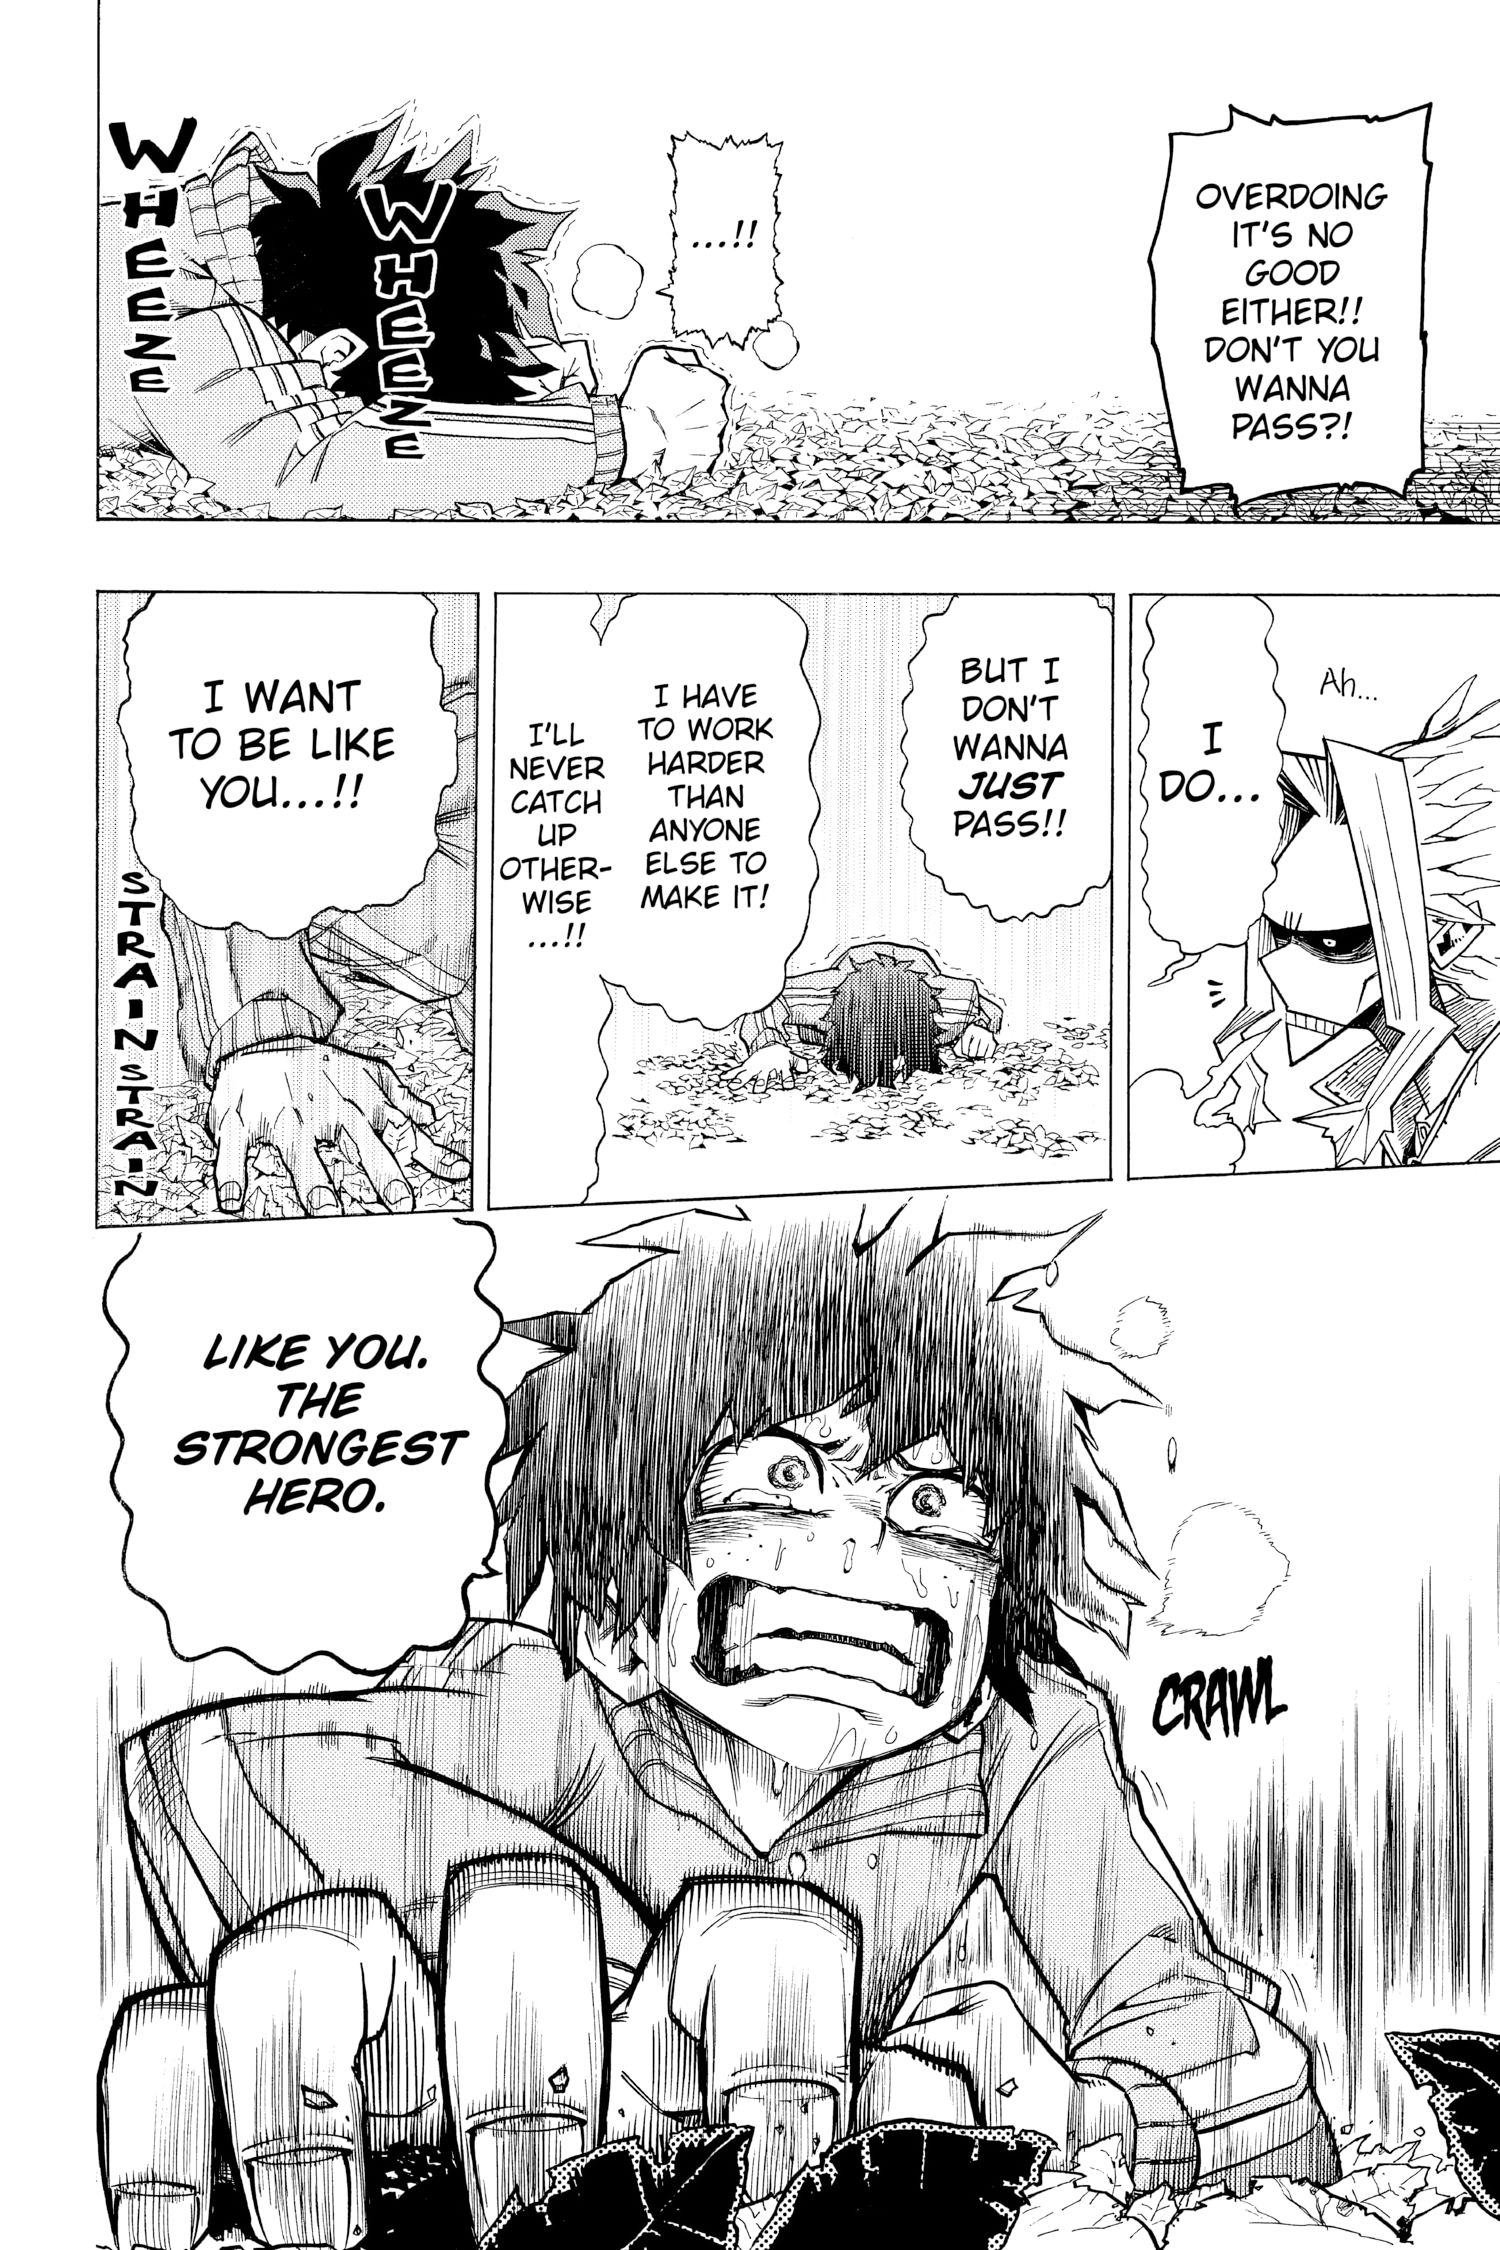 OVERDOING
IT'S NO
GOOD
EITHER!!
DON'T YOU
WANNA
PASS?!
...!!
WHEEZE
WHEEZE
Ah...
I
DO...
BUT I
DON'T
WANNA
JUST
PASS!!
I HAVE
TO WORK
HARDER
THAN
ANYONE
ELSE TO
MAKE IT!
I'LL
NEVER
CATCH
UP
OTHER-
WISE
...!!
I WANT
TO BE LIKE
YOU...!!
STRAIN STRAIN
LIKE YOU.
THE
STRONGEST
HERO.
CRAWL